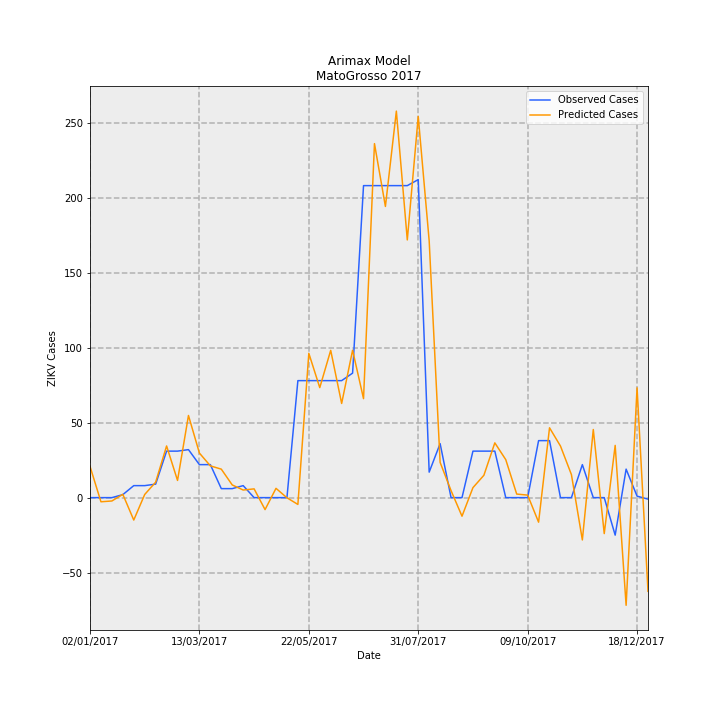 Arimax Model
MatoGrosso 2017
Observed Cases
Predicted Cases
250
200
150
100
50
0
−50
ZIKV Cases
02/01/2017
13/03/2017
22/05/2017
31/07/2017
09/10/2017
18/12/2017
Date